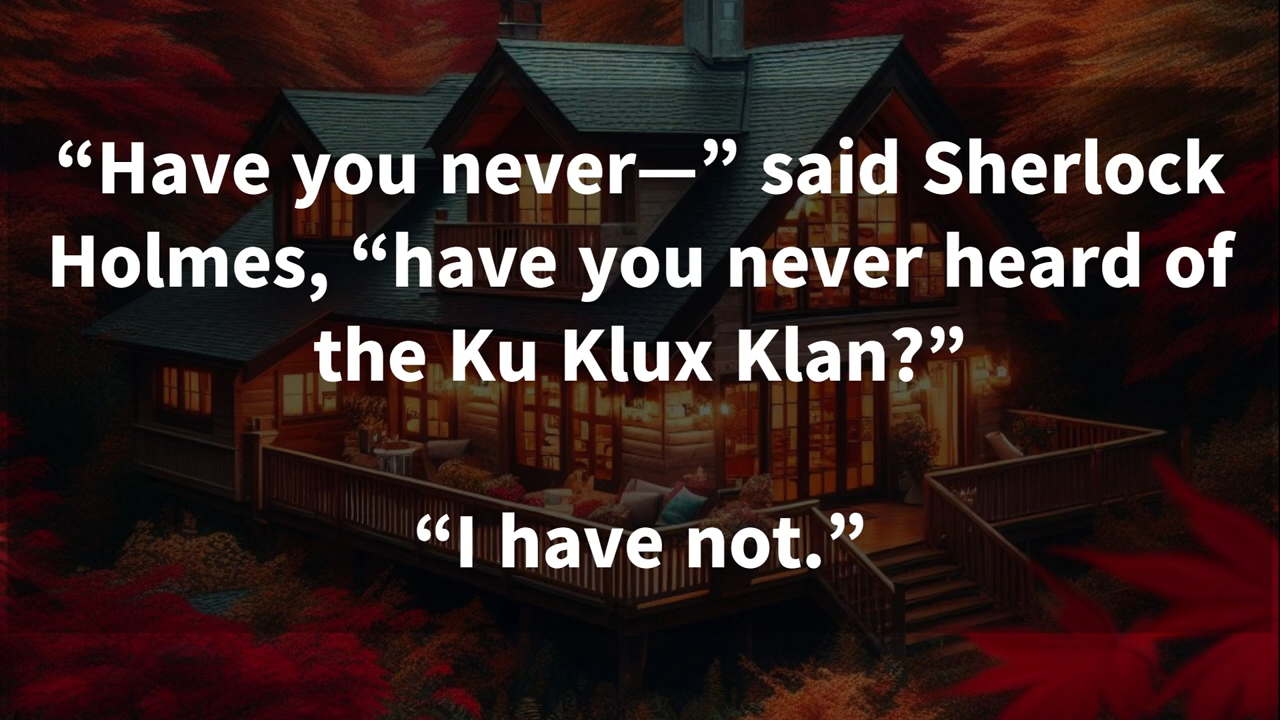 “Have you never—” said Sherlock
Holmes, “have you never heard of
the Ku Klux Klan?”
“I have not.”